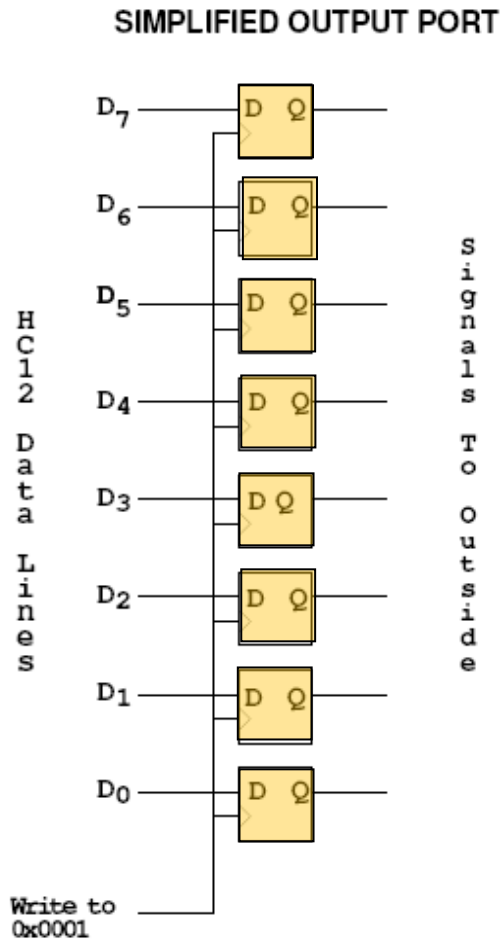 SIMPLIFIED OUTPUT PORT
D7 D Q
D6 D Q
D5 D Q
D4 D Q
D3 D Q
D2 D Q
D1 D Q
D0 D Q
HC12 Data Lines
Signals To Outside
Write to
0x0001